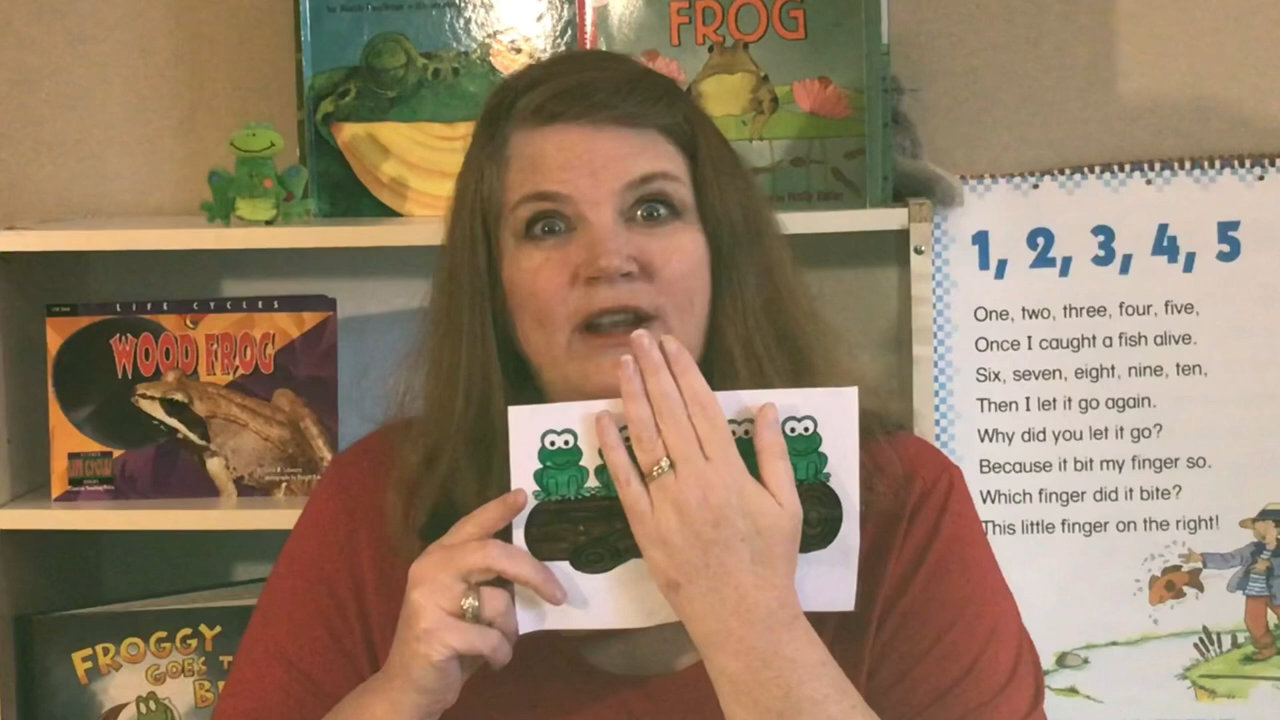 FROG
LIFE CYCLES
WOOD FROG
FROGGY
GOES T
B
1, 2, 3, 4, 5
One, two, three, four, five,
Once I caught a fish alive.
Six, seven, eight, nine, ten,
Then I let it go again.
Why did you let it go?
Because it bit my finger so.
Which finger did it bite?
This little finger on the right!